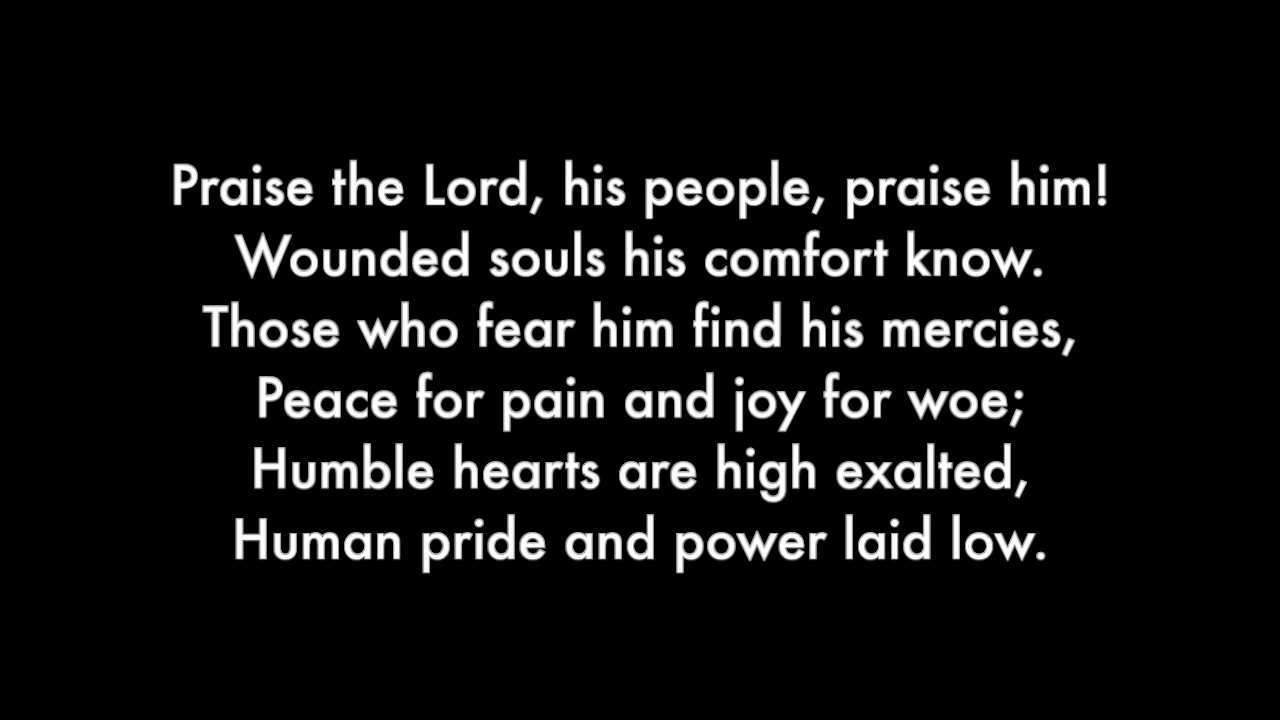 Praise the Lord, his people, praise him!
Wounded souls his comfort know.
Those who fear him find his mercies,
Peace for pain and joy for woe;
Humble hearts are high exalted,
Human pride and power laid low.